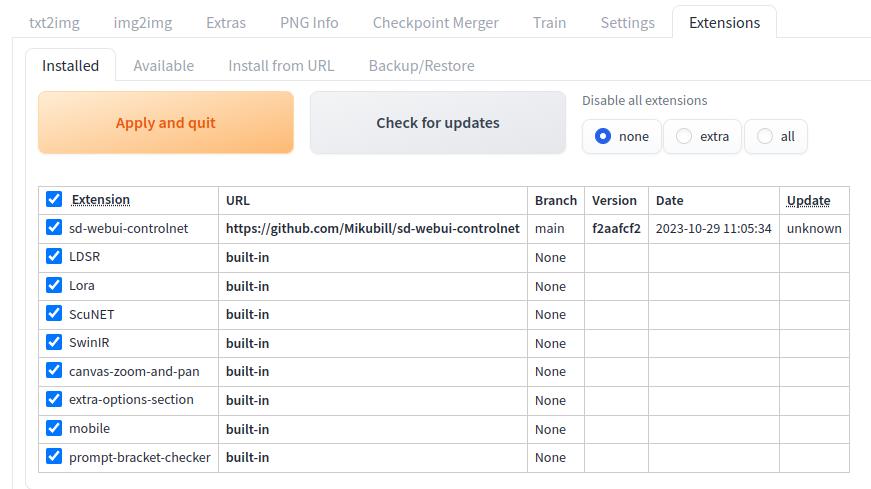 txt2img img2img Extras PNG Info Checkpoint Merger Train Settings Extensions
Installed Available Install from URL Backup/Restore
Disable all extensions
Apply and quit Check for updates none extra all
Extension URL Branch Version Date Update
sd-webui-controlnet https://github.com/Mikubill/sd-webui-controlnet main f2aafcf2 2023-10-29 11:05:34 unknown
LDSR built-in None
Lora built-in None
ScuNET built-in None
SwinIR built-in None
canvas-zoom-and-pan built-in None
extra-options-section built-in None
mobile built-in None
prompt-bracket-checker built-in None